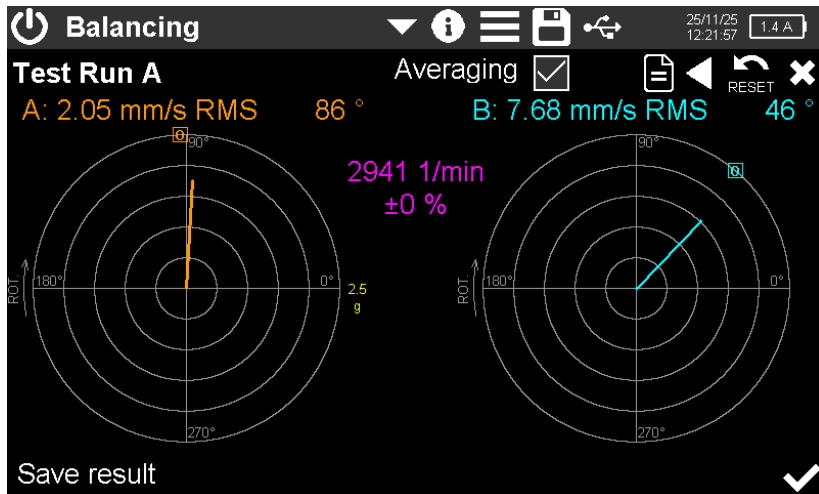 Balancing
25/11/25
12:21:57
1.4 A
Test Run A
Averaging
RESET
A: 2.05 mm/s RMS 86 °
B: 7.68 mm/s RMS 46 °
2941 1/min
±0 %
0
90°
180°
0°
270°
ROT.
2.5
g
0
90°
180°
0°
270°
ROT.
Save result